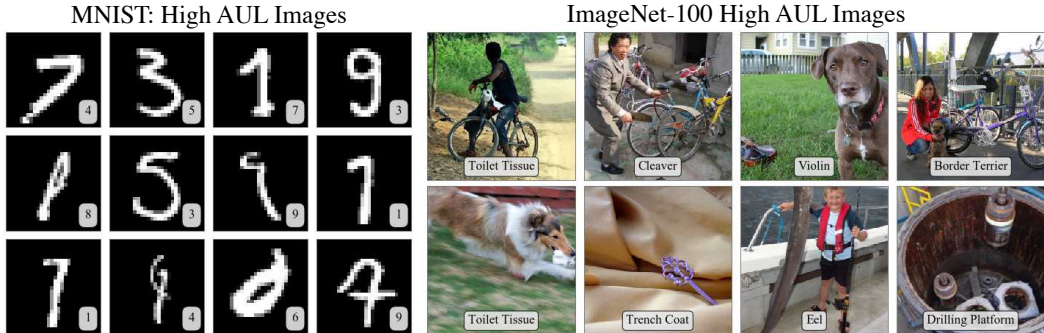 MNIST: High AUL Images
ImageNet-100 High AUL Images
4
5
7
3
8
3
9
1
1
4
6
9
Toilet Tissue
Cleaver
Violin
Border Terrier
Toilet Tissue
Trench Coat
Eel
Drilling Platform